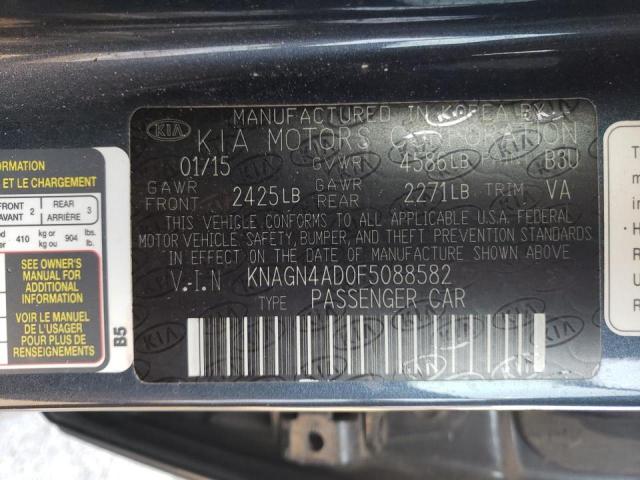 MANUFACTURED IN KOREA BY
KIA KIA MOTORS CORPORATION
01/15 GVWR 4586LB B3U
GAWR FRONT 2425LB GAWR REAR 2271LB TRIM VA
THIS VEHICLE CONFORMS TO ALL APPLICABLE U.S.A. FEDERAL
MOTOR VEHICLE SAFETY, BUMPER, AND THEFT PREVENTION STANDARDS
IN EFFECT ON THE DATE OF MANUFACTURE SHOWN ABOVE.
V.I.N KNAGN4AD0F5088582
TYPE PASSENGER CAR
ORMATION
E ET LE CHARGEMENT
FRONT 2 REAR 3
AVANT ARRIÈRE
410 kg or 904 lbs.
kg ou lb.
SEE OWNER'S
MANUAL FOR
ADDITIONAL
INFORMATION
VOIR LE MANUEL
DE L'USAGER
POUR PLUS DE
RENSEIGNEMENTS
B5